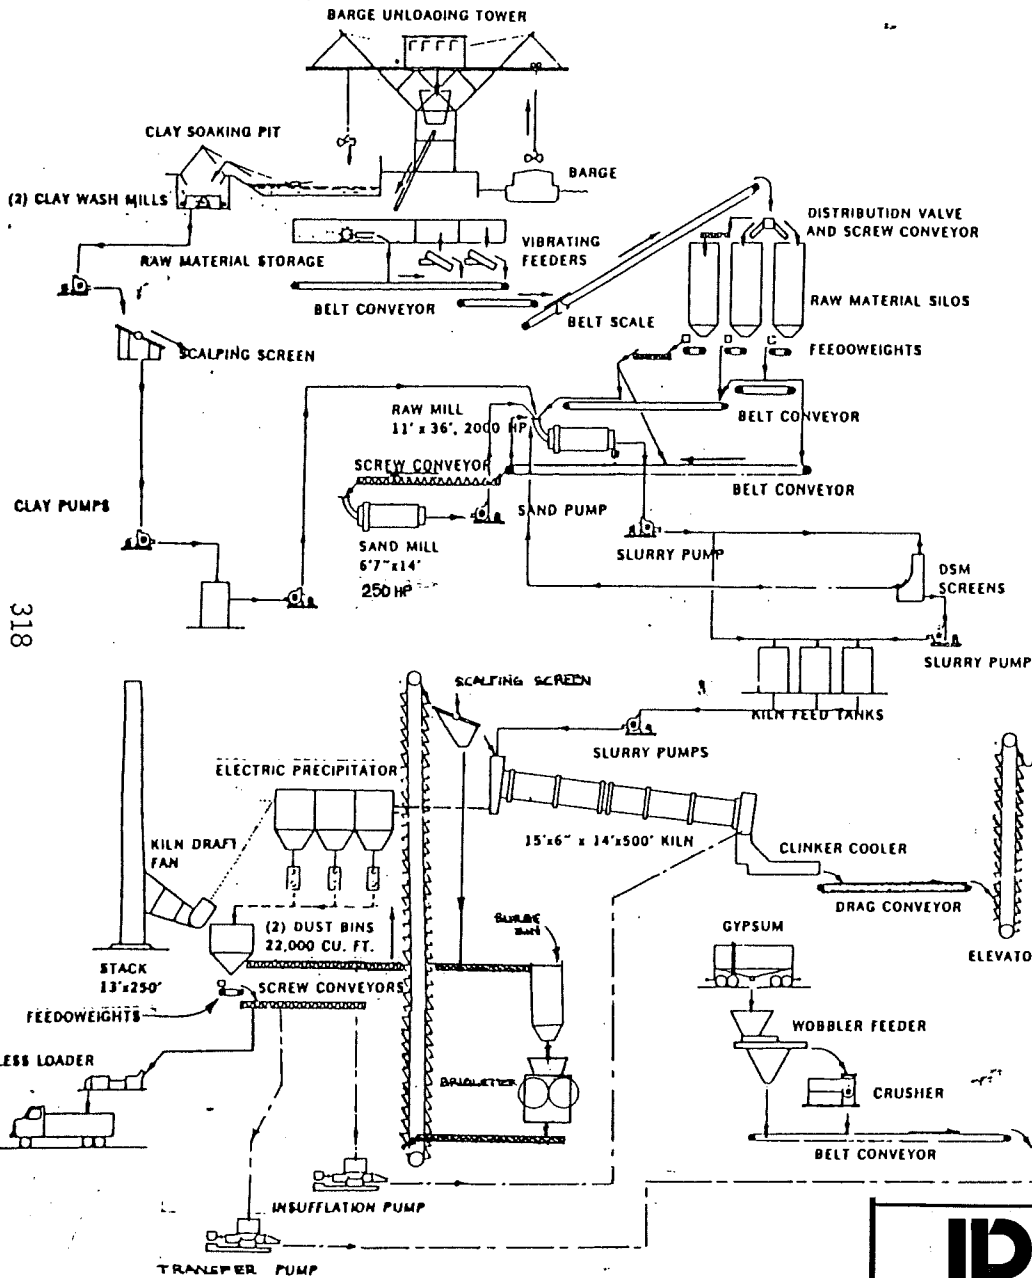 BARGE UNLOADING TOWER
CLAY SOAKING PIT
BARGE
(2) CLAY WASH MILLS
DISTRIBUTION VALVE
AND SCREW CONVEYOR
VIBRATING
FEEDERS
RAW MATERIAL STORAGE
BELT CONVEYOR
BELT SCALE
RAW MATERIAL SILOS
SCALPING SCREEN
FEEDOWEIGHTS
RAW MILL
11' x 36', 2000 HP
BELT CONVEYOR
SCREW CONVEYOR
BELT CONVEYOR
CLAY PUMPS
SAND PUMP
SAND MILL
6'7"x14'
250 HP
SLURRY PUMP
DSM
SCREENS
318
SLURRY PUMP
SCALPING SCREEN
KILN FEED TANKS
SLURRY PUMPS
ELECTRIC PRECIPITATOR
KILN DRAFT
FAN
15'x6" x 14'x500' KILN
CLINKER COOLER
DRAG CONVEYOR
(2) DUST BINS
22,000 CU. FT.
SURGE
BIN
GYPSUM
ELEVATO
STACK
13'x250'
SCREW CONVEYORS
FEEDOWEIGHTS
WOBBLER FEEDER
LESS LOADER
BRIQUETTER
CRUSHER
BELT CONVEYOR
INSUFFLATION PUMP
TRANSFER PUMP